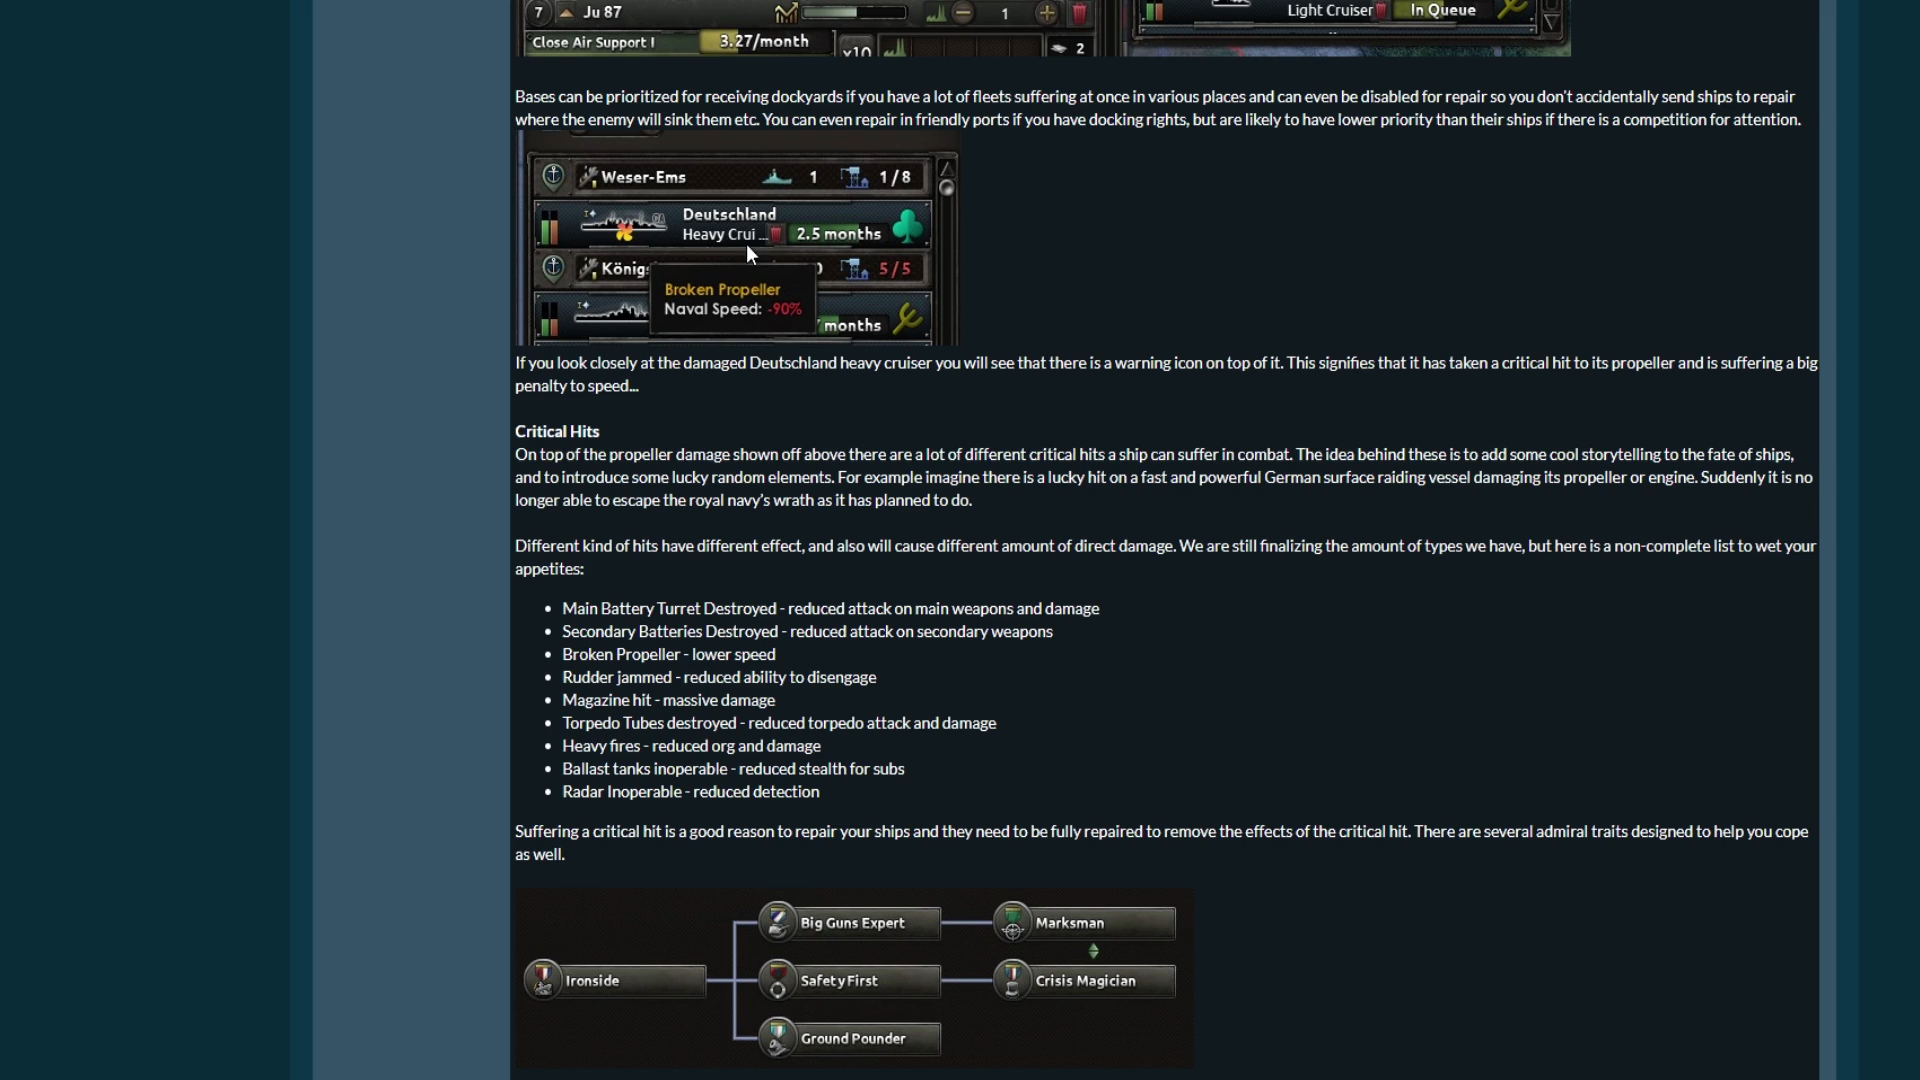 7 Ju 87 1
Light Cruiser In Queue
Close Air Support I 3.27/month x10 2
Bases can be prioritized for receiving dockyards if you have a lot of fleets suffering at once in various places and can even be disabled for repair so you don't accidentally send ships to repair
where the enemy will sink them etc. You can even repair in friendly ports if you have docking rights, but are likely to have lower priority than their ships if there is a competition for attention.
Weser-Ems 1 1/8
Deutschland
Heavy Crui ... 2.5 months
Königs 5/5
Broken Propeller
Naval Speed: -90%
months
If you look closely at the damaged Deutschland heavy cruiser you will see that there is a warning icon on top of it. This signifies that it has taken a critical hit to its propeller and is suffering a big
penalty to speed...
Critical Hits
On top of the propeller damage shown off above there are a lot of different critical hits a ship can suffer in combat. The idea behind these is to add some cool storytelling to the fate of ships,
and to introduce some lucky random elements. For example imagine there is a lucky hit on a fast and powerful German surface raiding vessel damaging its propeller or engine. Suddenly it is no
longer able to escape the royal navy's wrath as it has planned to do.
Different kind of hits have different effect, and also will cause different amount of direct damage. We are still finalizing the amount of types we have, but here is a non-complete list to wet your
appetites:
• Main Battery Turret Destroyed - reduced attack on main weapons and damage
• Secondary Batteries Destroyed - reduced attack on secondary weapons
• Broken Propeller - lower speed
• Rudder jammed - reduced ability to disengage
• Magazine hit - massive damage
• Torpedo Tubes destroyed - reduced torpedo attack and damage
• Heavy fires - reduced org and damage
• Ballast tanks inoperable - reduced stealth for subs
• Radar Inoperable - reduced detection
Suffering a critical hit is a good reason to repair your ships and they need to be fully repaired to remove the effects of the critical hit. There are several admiral traits designed to help you cope
as well.
Big Guns Expert Marksman
Ironside Safety First Crisis Magician
Ground Pounder